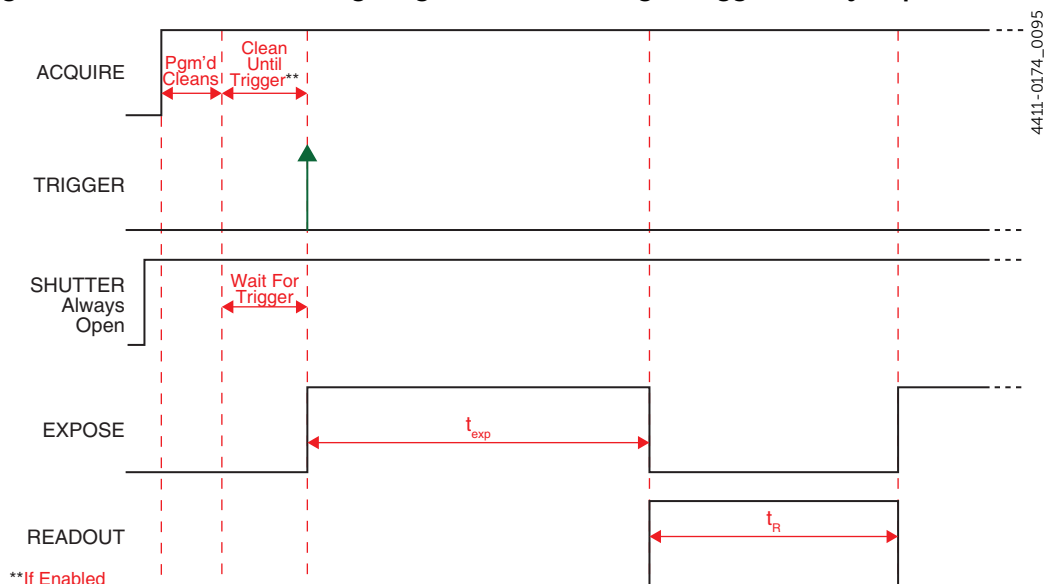 4411-0174_0095
ACQUIRE
Pgm'd
Cleans
Clean
Until
Trigger**
TRIGGER
SHUTTER
Always
Open
Wait For
Trigger
EXPOSE
texp
READOUT
tR
**If Enabled